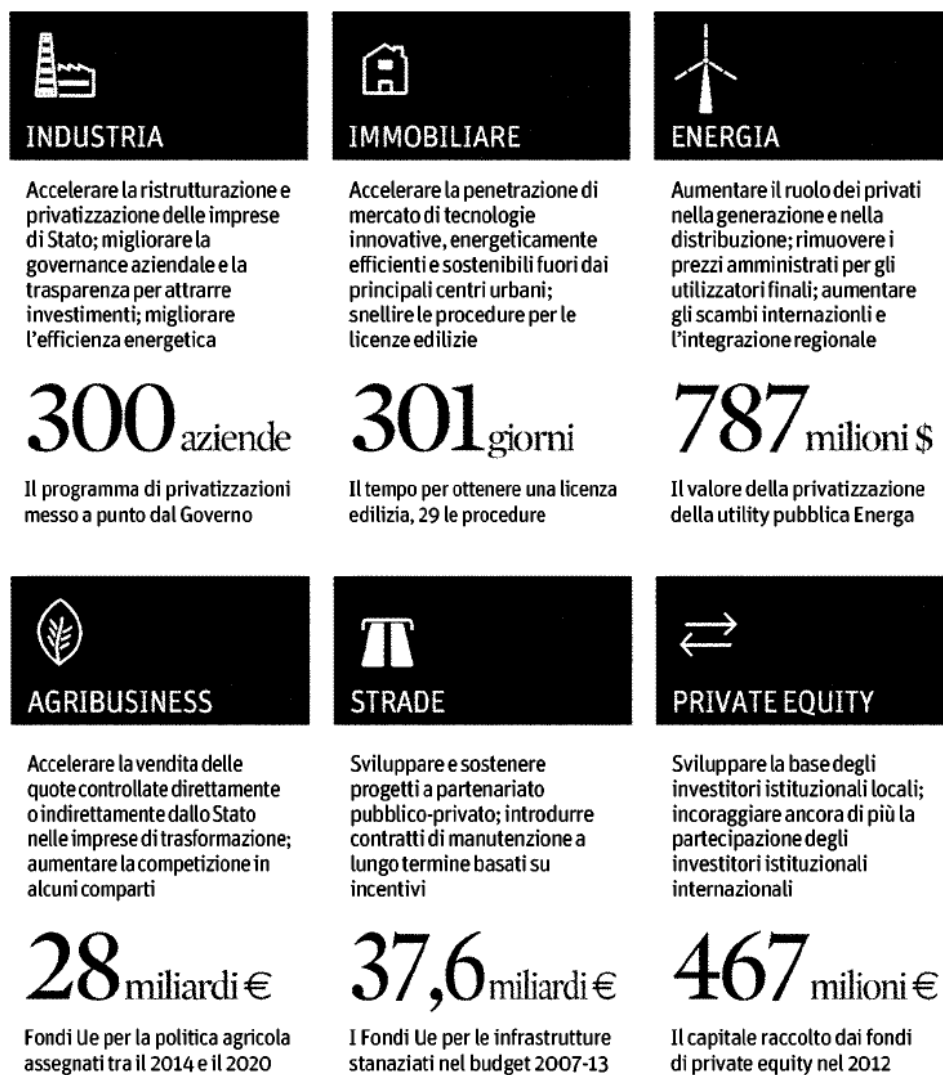 INDUSTRIA
Accelerare la ristrutturazione e
privatizzazione delle imprese
di Stato; migliorare la
governance aziendale e la
trasparenza per attrarre
investimenti; migliorare
l'efficienza energetica
300 aziende
Il programma di privatizzazioni
messo a punto dal Governo
IMMOBILIARE
Accelerare la penetrazione di
mercato di tecnologie
innovative, energeticamente
efficienti e sostenibili fuori dai
principali centri urbani;
snellire le procedure per le
licenze edilizie
301 giorni
Il tempo per ottenere una licenza
edilizia, 29 le procedure
ENERGIA
Aumentare il ruolo dei privati
nella generazione e nella
distribuzione; rimuovere i
prezzi amministrati per gli
utilizzatori finali; aumentare
gli scambi internazionli e
l'integrazione regionale
787 milioni $
Il valore della privatizzazione
della utility pubblica Energa
AGRIBUSINESS
Accelerare la vendita delle
quote controllate direttamente
o indirettamente dallo Stato
nelle imprese di trasformazione;
aumentare la competizione in
alcuni comparti
28 miliardi €
Fondi Ue per la politica agricola
assegnati tra il 2014 e il 2020
STRADE
Sviluppare e sostenere
progetti a partenariato
pubblico-privato; introdurre
contratti di manutenzione a
lungo termine basati su
incentivi
37,6 miliardi €
I Fondi Ue per le infrastrutture
stanaziati nel budget 2007-13
PRIVATE EQUITY
Sviluppare la base degli
investitori istituzionali locali;
incoraggiare ancora di più la
partecipazione degli
investitori istituzionali
internazionali
467 milioni €
Il capitale raccolto dai fondi
di private equity nel 2012